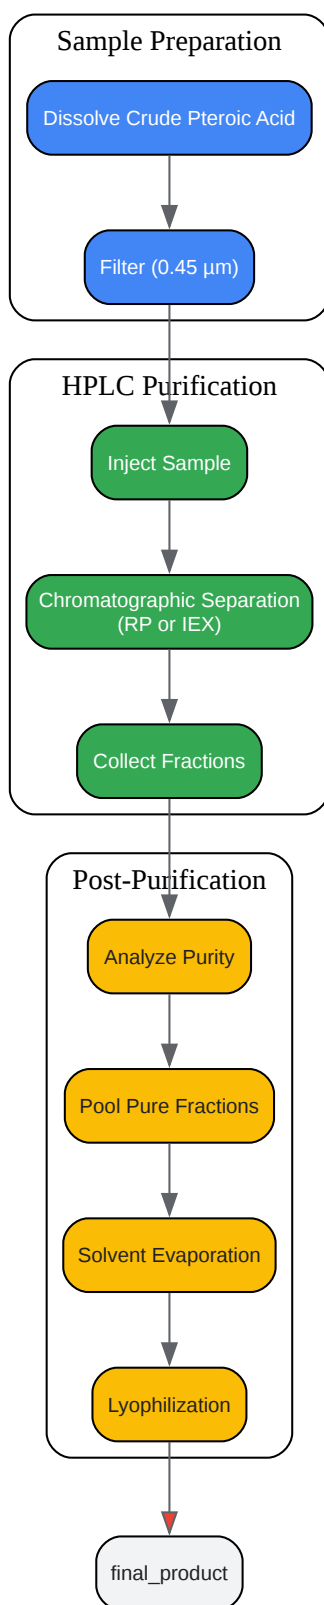 Sample Preparation
Dissolve Crude Pteroic Acid
Filter (0.45 µm)
HPLC Purification
Inject Sample
Chromatographic Separation
(RP or IEX)
Collect Fractions
Post-Purification
Analyze Purity
Pool Pure Fractions
Solvent Evaporation
Lyophilization
final_product